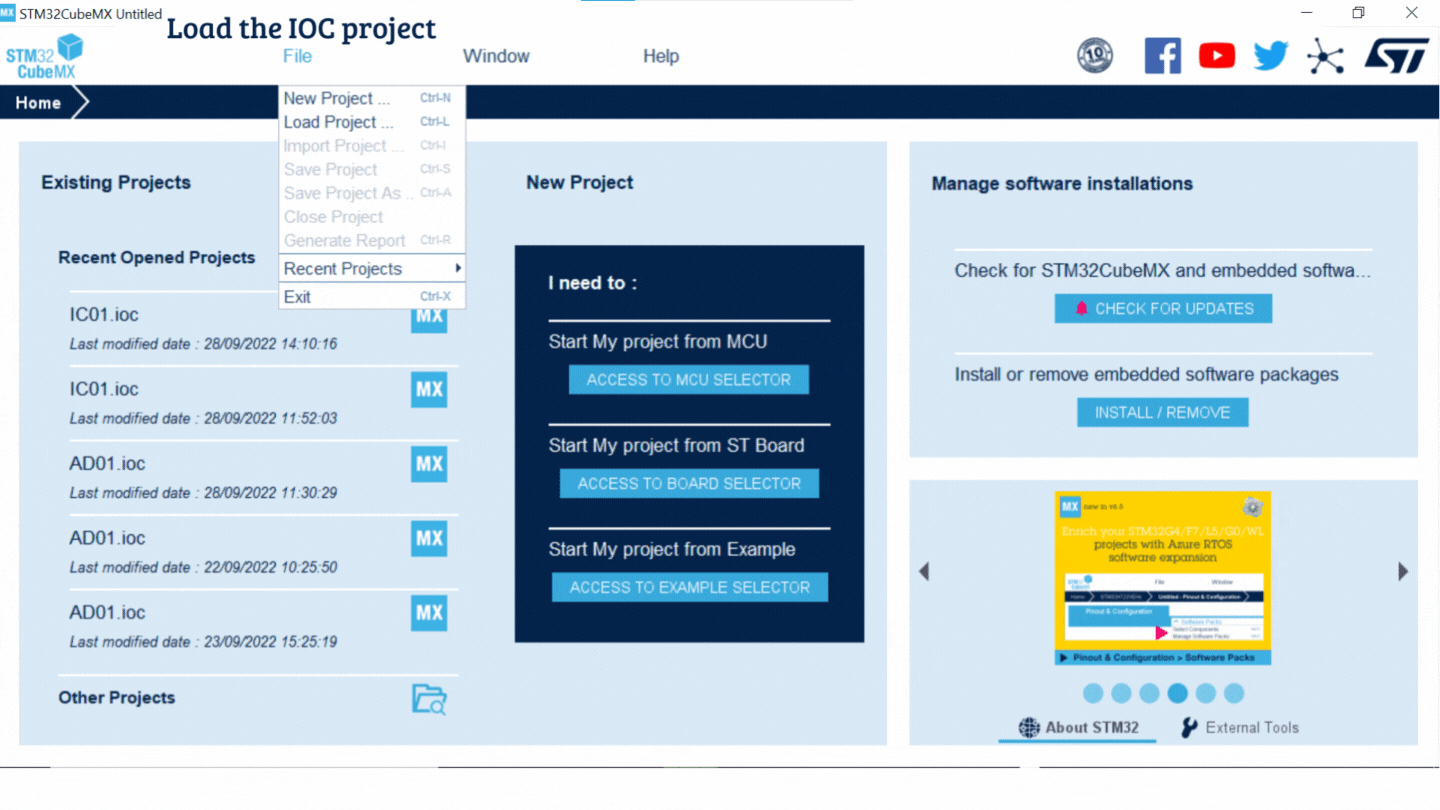 MX STM32CubeMX Untitled
Load the IOC project
STM32
CubeMX
File
Window
Help
10
ST
Home
New Project ... Ctrl-N
Load Project ... Ctrl-L
Import Project ... Ctrl-I
Save Project Ctrl-S
Save Project As .. Ctrl-A
Close Project
Generate Report Ctrl-R
Recent Projects
Exit Ctrl-X
Existing Projects
Recent Opened Projects
IC01.ioc
MX
Last modified date : 28/09/2022 14:10:16
IC01.ioc
MX
Last modified date : 28/09/2022 11:52:03
AD01.ioc
MX
Last modified date : 28/09/2022 11:30:29
AD01.ioc
MX
Last modified date : 22/09/2022 10:25:50
AD01.ioc
MX
Last modified date : 23/09/2022 15:25:19
Other Projects
New Project
I need to :
Start My project from MCU
ACCESS TO MCU SELECTOR
Start My project from ST Board
ACCESS TO BOARD SELECTOR
Start My project from Example
ACCESS TO EXAMPLE SELECTOR
Manage software installations
Check for STM32CubeMX and embedded softwa...
CHECK FOR UPDATES
Install or remove embedded software packages
INSTALL / REMOVE
MX new in v6.5
Enrich your STM32G4/F7/L5/G0/WL
projects with Azure RTOS
software expansion
File
Window
Home
Untitled - Pinout & Configuration
Pinout & Configuration
Software Packs
Select Components
Manage Software Packs
Pinout & Configuration > Software Packs
About STM32
External Tools